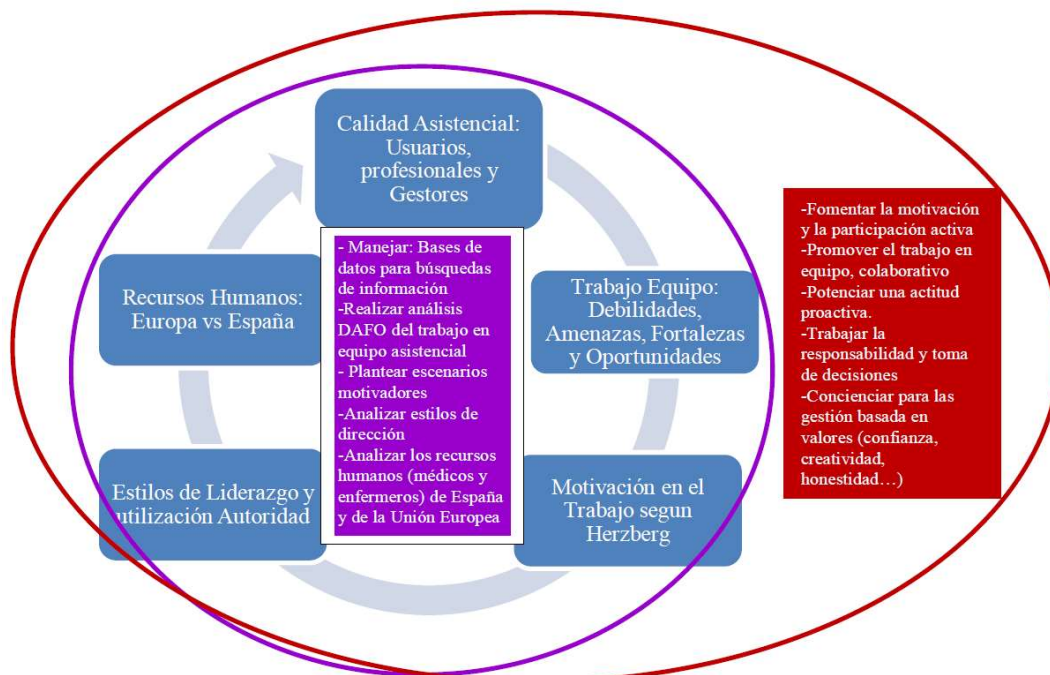 Calidad Asistencial:
Usuarios,
profesionales y
Gestores
Trabajo Equipo:
Debilidades,
Amenazas, Fortalezas
y Oportunidades
Motivación en el
Trabajo segun
Herzberg
Estilos de Liderazgo y
utilización Autoridad
Recursos Humanos:
Europa vs España
- Manejar: Bases de
datos para búsquedas
de información
-Realizar análisis
DAFO del trabajo en
equipo asistencial
- Plantear escenarios
motivadores
-Analizar estilos de
dirección
-Analizar los recursos
humanos (médicos y
enfermeros) de España
y de la Unión Europea
-Fomentar la motivación
y la participación activa
-Promover el trabajo en
equipo, colaborativo
-Potenciar una actitud
proactiva.
-Trabajar la
responsabilidad y toma
de decisiones
-Concienciar para las
gestión basada en
valores (confianza,
creatividad,
honestidad…)